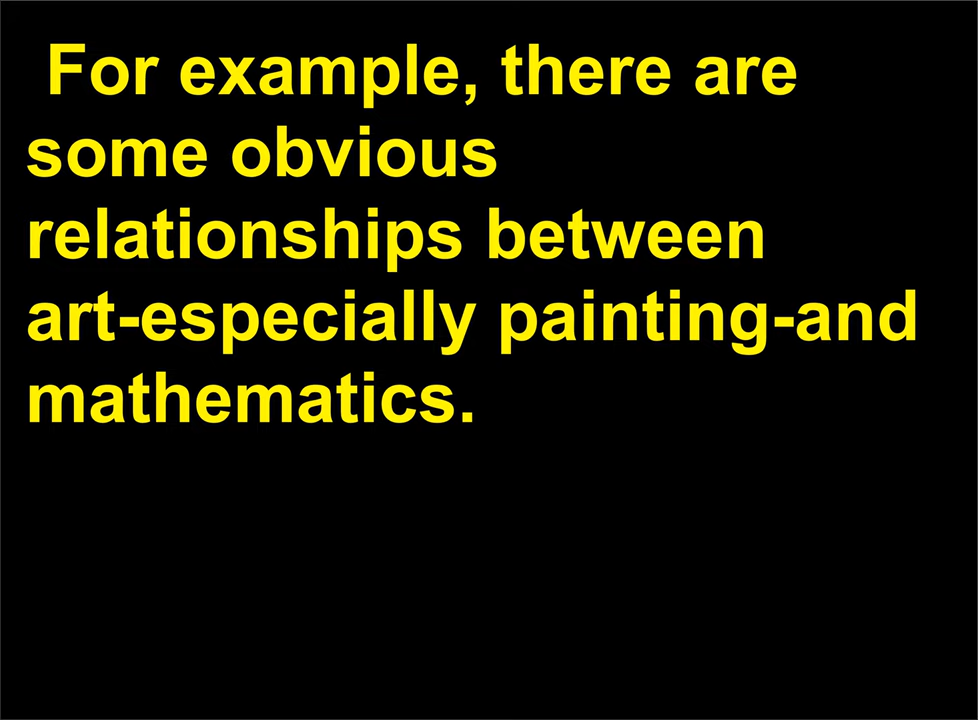 For example, there are
some obvious
relationships between
art-especially painting-and
mathematics.